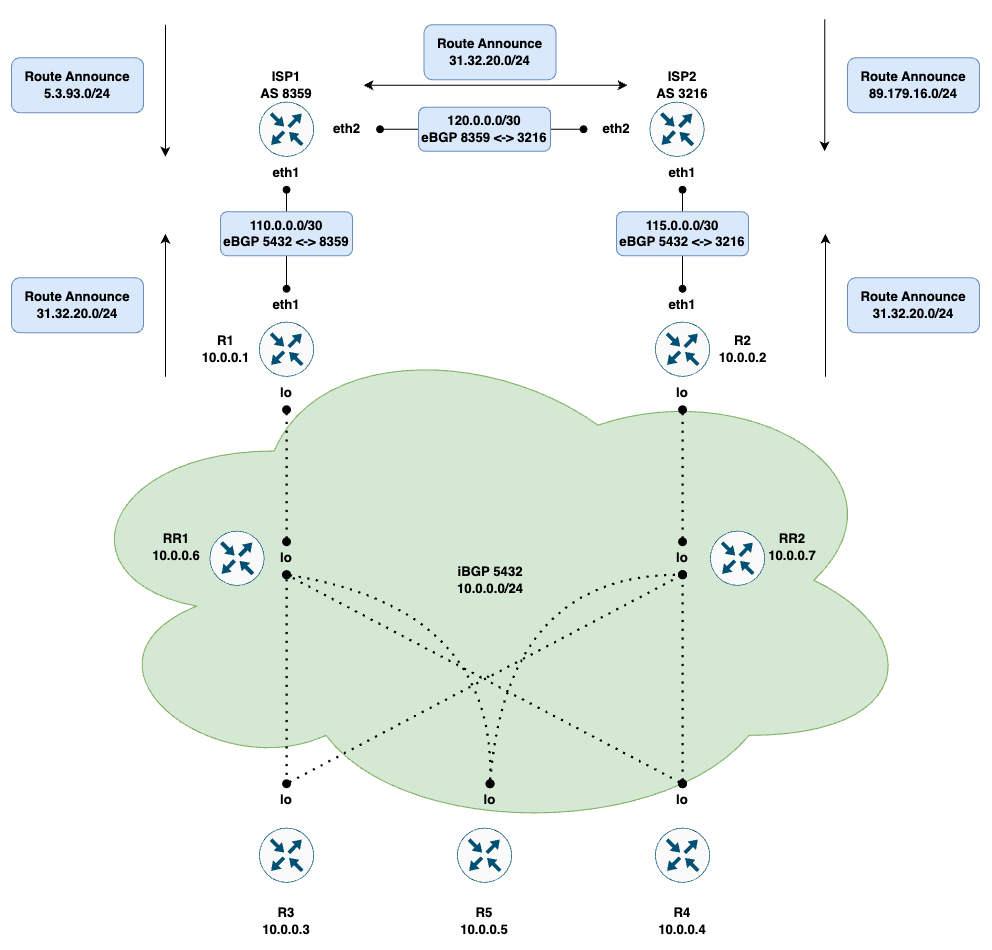 Route Announce
31.32.20.0/24
Route Announce
5.3.93.0/24
ISP1
AS 8359
ISP2
AS 3216
Route Announce
89.179.16.0/24
eth2
120.0.0.0/30
eBGP 8359 <-> 3216
eth2
eth1
eth1
110.0.0.0/30
eBGP 5432 <-> 8359
115.0.0.0/30
eBGP 5432 <-> 3216
Route Announce
31.32.20.0/24
eth1
eth1
Route Announce
31.32.20.0/24
R1
10.0.0.1
R2
10.0.0.2
lo
lo
RR1
10.0.0.6
lo
iBGP 5432
10.0.0.0/24
lo
RR2
10.0.0.7
lo
lo
lo
R3
10.0.0.3
R5
10.0.0.5
R4
10.0.0.4